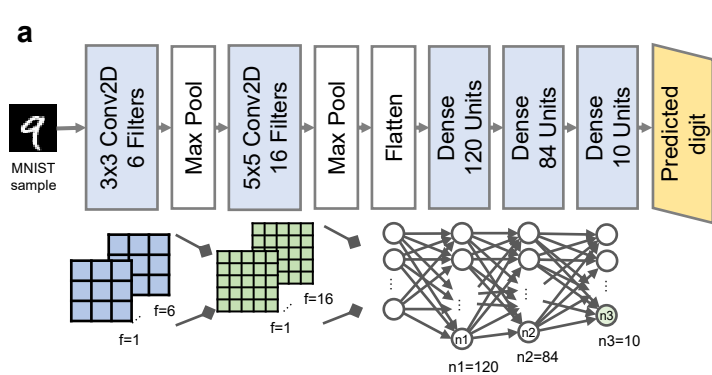 a
MNIST
sample
3x3 Conv2D
6 Filters
Max Pool
5x5 Conv2D
16 Filters
Max Pool
Flatten
Dense
120 Units
Dense
84 Units
Dense
10 Units
Predicted
digit
f=1
f=6
f=1
f=16
n1
n1=120
n2
n2=84
n3
n3=10